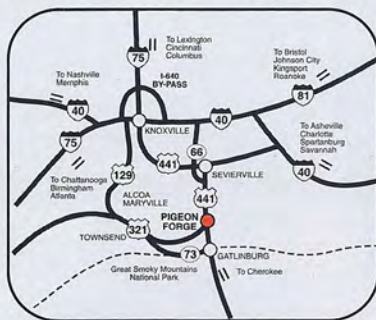 To Lexington
Cincinnati
Columbus
75
I-640
BY-PASS
To Bristol
Johnson City
Kingsport
Roanoke
To Nashville
Memphis
81
40
40
KNOXVILLE
75
441
66
To Asheville
Charlotte
Spartanburg
Savannah
129
SEVIERVILLE
40
To Chattanooga
Birmingham
Atlanta
441
ALCOA
MARYVILLE
PIGEON
FORGE
321
TOWNSEND
73
GATLINBURG
Great Smoky Mountains
National Park
To Cherokee